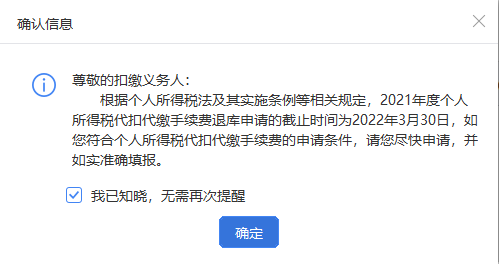 确认信息
尊敬的扣缴义务人：
根据个人所得税法及其实施条例等相关规定，2021年度个人
所得税代扣代缴手续费退库申请的截止时间为2022年3月30日，如
您符合个人所得税代扣代缴手续费的申请条件，请您尽快申请，并
如实准确填报。
我已知晓，无需再次提醒
确定